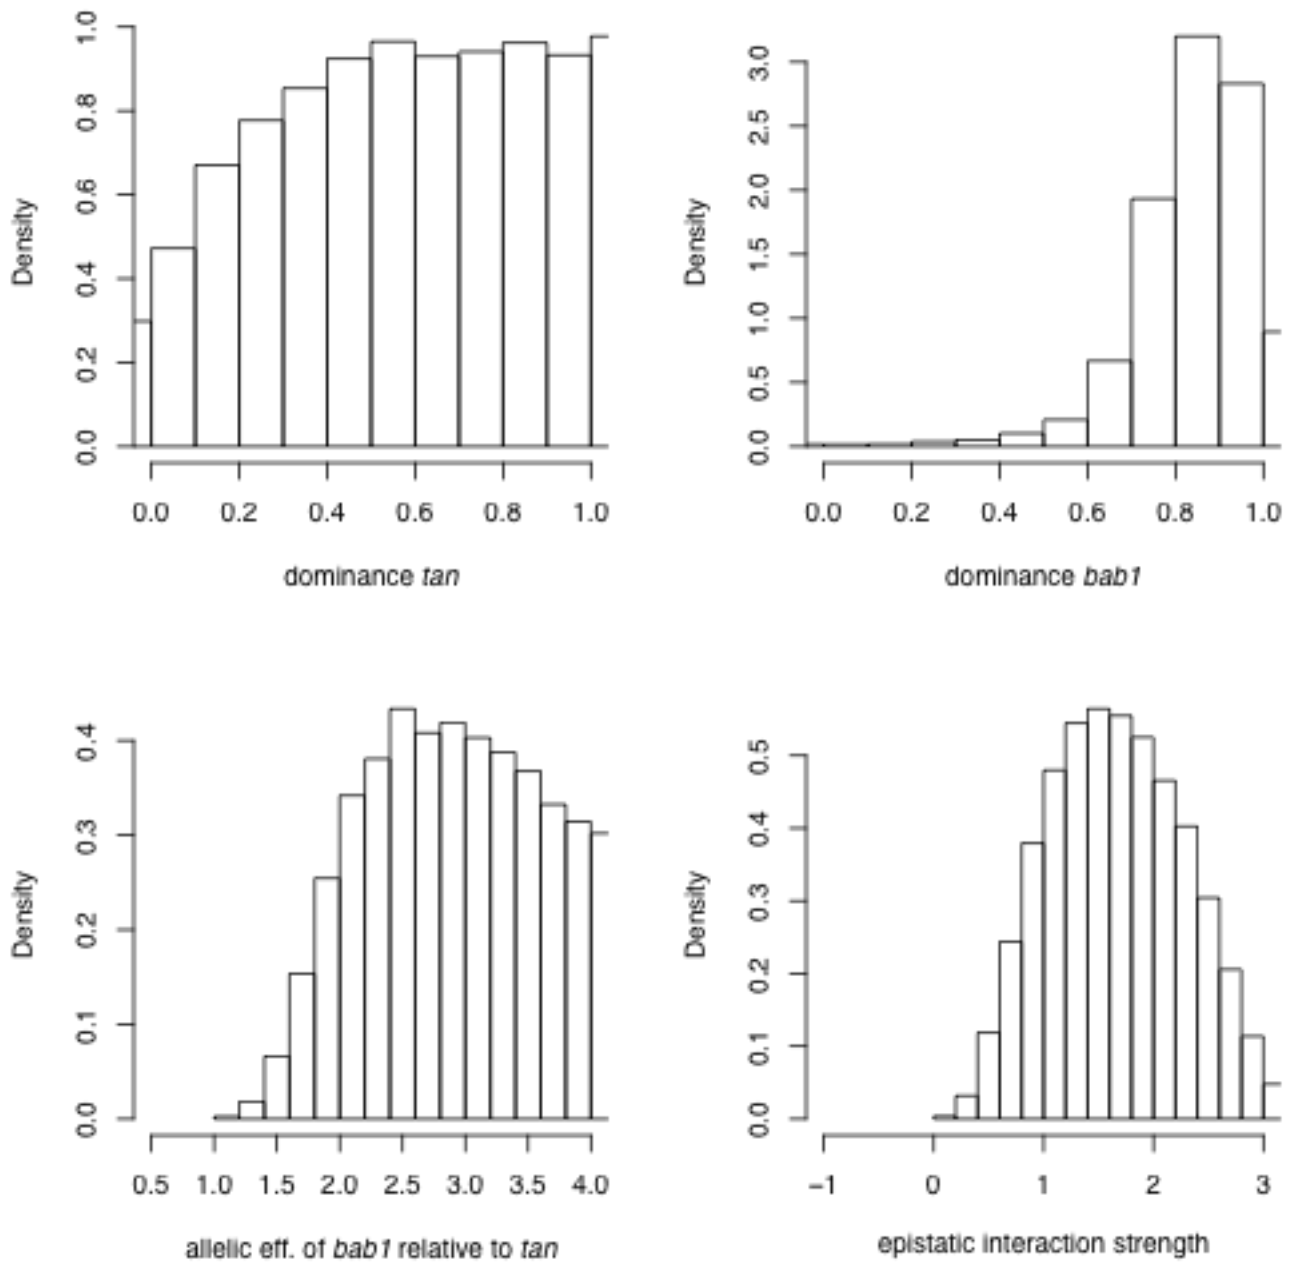 Density
0.0 0.2 0.4 0.6 0.8 1.0
0.0 0.2 0.4 0.6 0.8 1.0
dominance tan
Density
0.0 0.5 1.0 1.5 2.0 2.5 3.0
0.0 0.2 0.4 0.6 0.8 1.0
dominance bab1
Density
0.0 0.1 0.2 0.3 0.4
0.5 1.0 1.5 2.0 2.5 3.0 3.5 4.0
allelic eff. of bab1 relative to tan
Density
0.0 0.1 0.2 0.3 0.4 0.5
−1 0 1 2 3
epistatic interaction strength